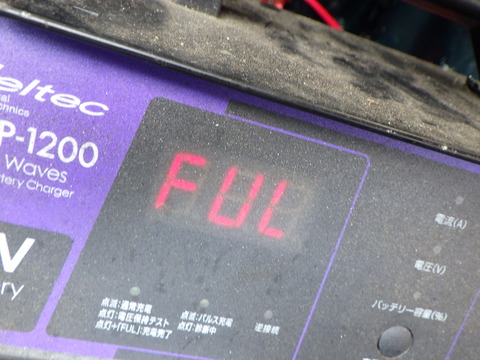 eltec
P-1200
Waves
ttery Charger
FUL
電流(A)
電圧(V)
バッテリー容量(%)
点滅:通常充電
点灯:電圧保持テスト
点灯+「FUL」:充電完了
点滅:パルス充電
点灯:診断中
逆接続